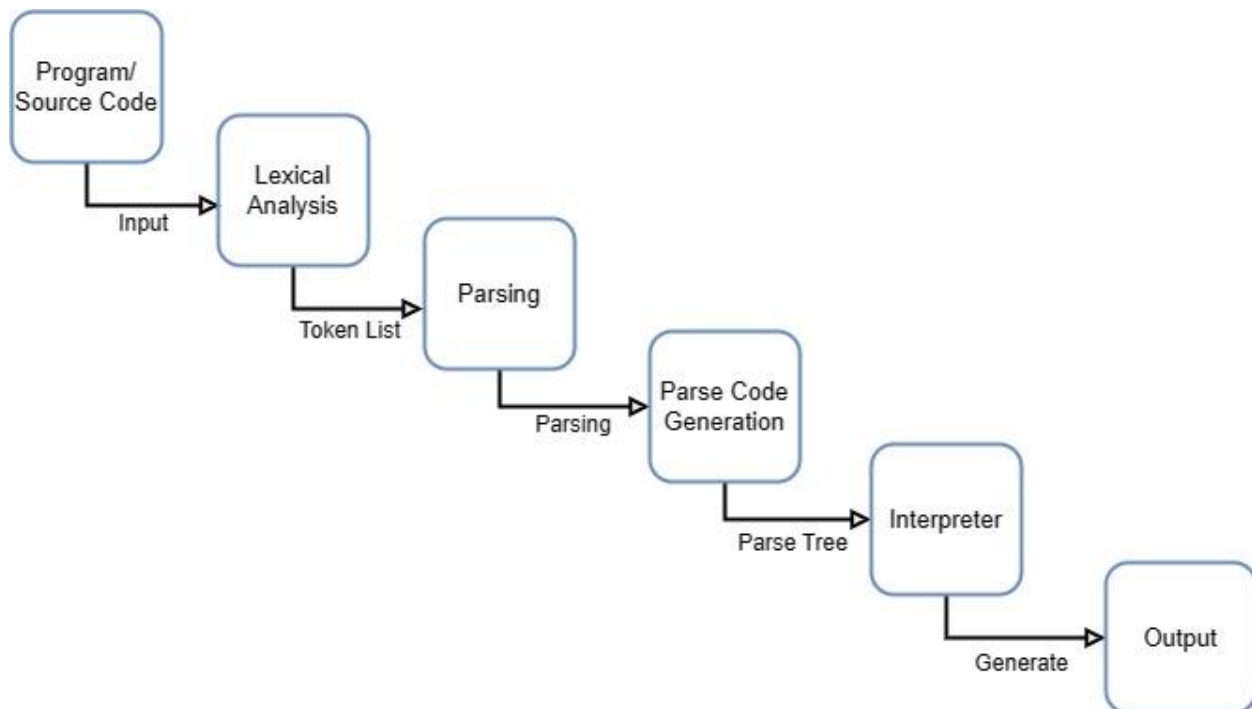 Program/
Source Code
Input
Lexical
Analysis
Token List
Parsing
Parsing
Parse Code
Generation
Parse Tree
Interpreter
Generate
Output